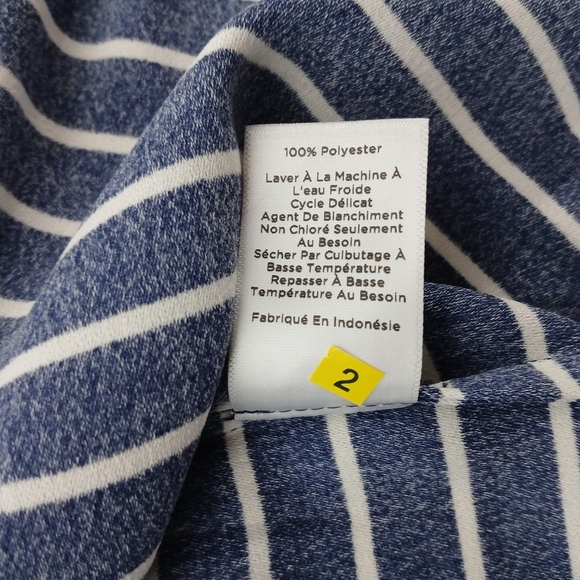 100% Polyester
Laver À La Machine À
L'eau Froide
Cycle Délicat
Agent De Blanchiment
Non Chloré Seulement
Au Besoin
Sécher Par Culbutage À
Basse Température
Repasser À Basse
Température Au Besoin
Fabriqué En Indonésie
2